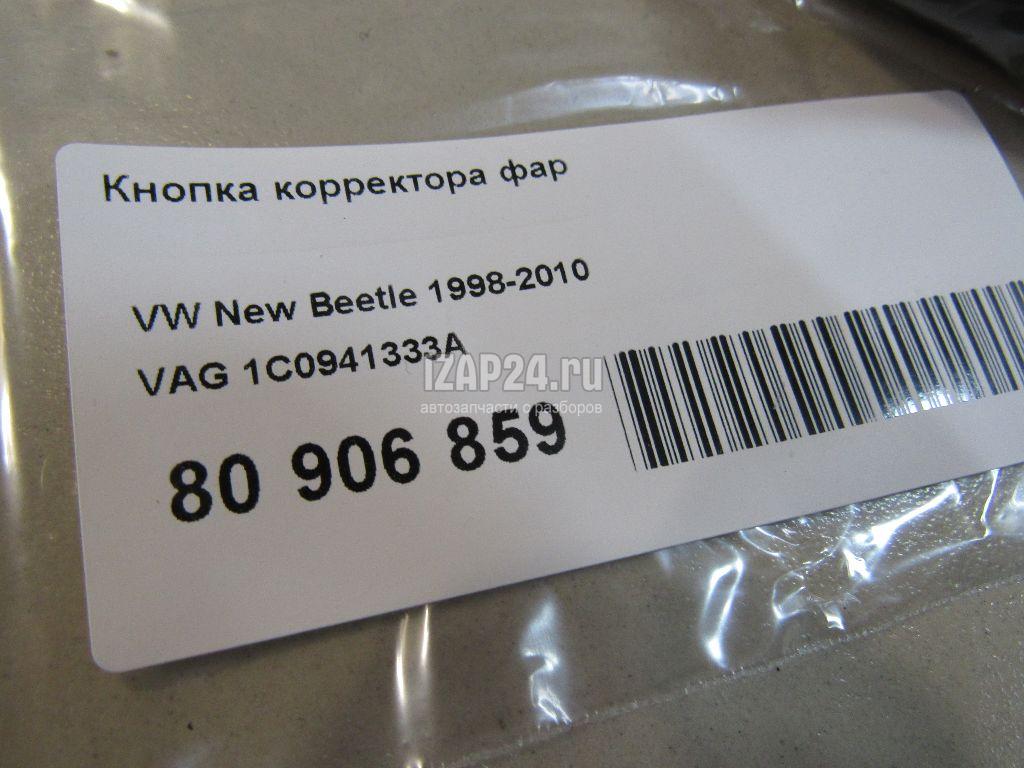 Кнопка корректора фар
VW New Beetle 1998-2010
VAG 1C0941333A
IZAP24.ru
автозапчасти с разборов
80 906 859